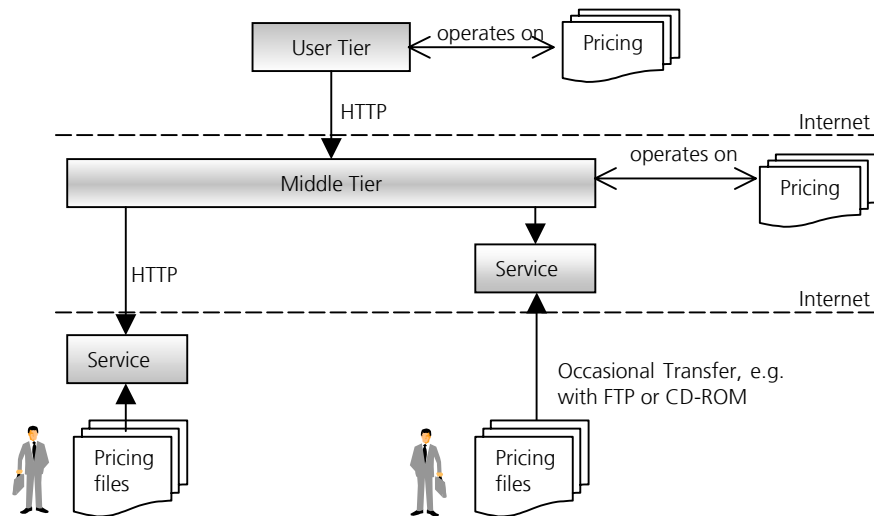 User Tier
operates on
Pricing
HTTP
Internet
operates on
Middle Tier
Pricing
Service
HTTP
Internet
Service
Occasional Transfer, e.g.
with FTP or CD-ROM
Pricing
files
Pricing
files